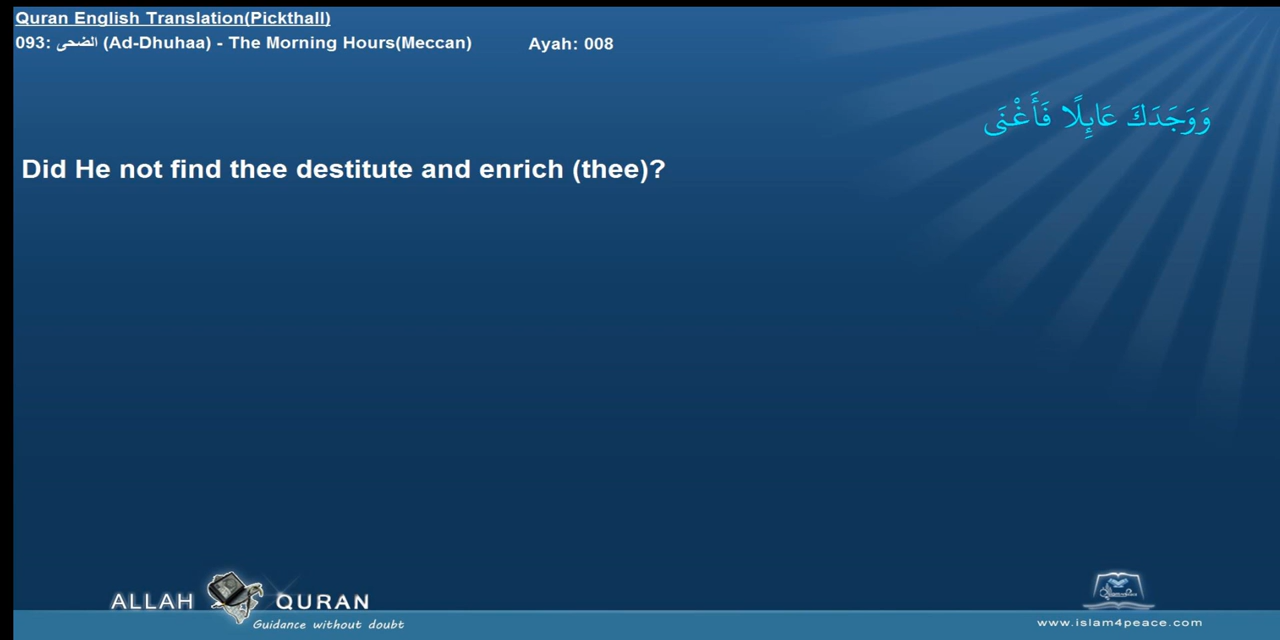 Quran English Translation(Pickthall)
093: الضحى (Ad-Dhuhaa) - The Morning Hours(Meccan) Ayah: 008
وَوَجَدَكَ عَائِلًا فَأَغْنَى
Did He not find thee destitute and enrich (thee)?
ALLAH QURAN
Guidance without doubt
www.islam4peace.com